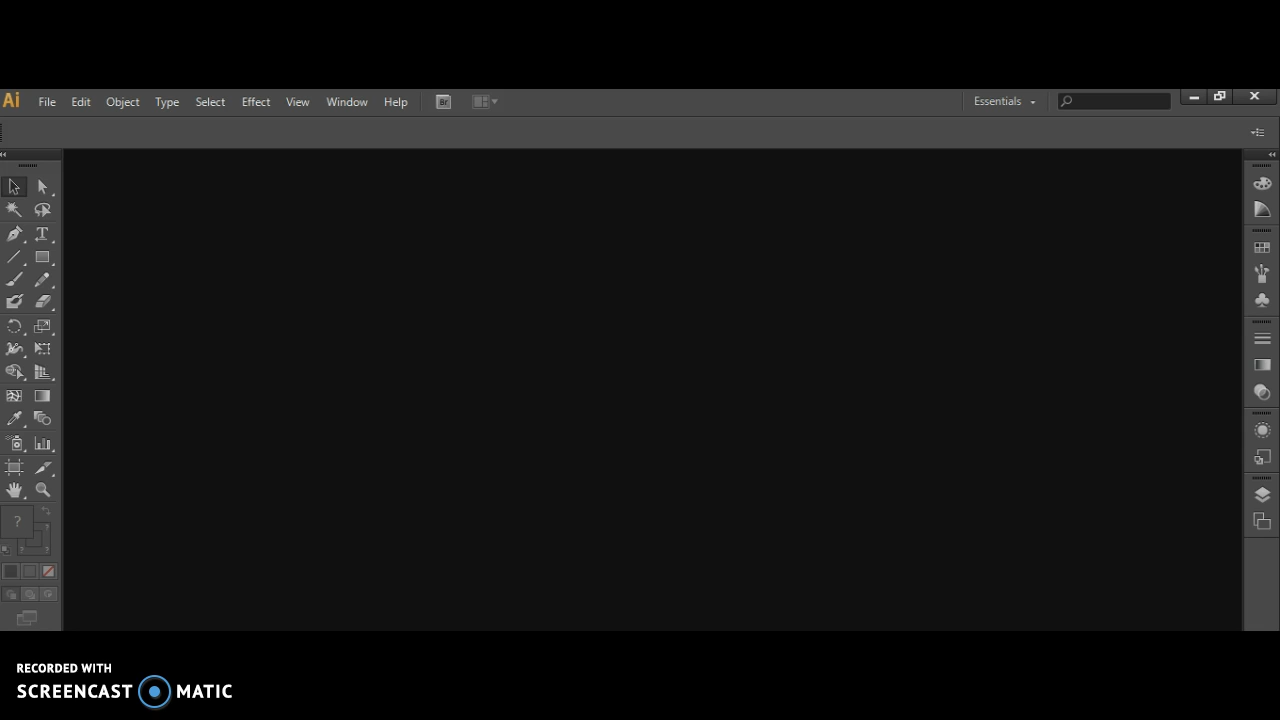 Ai File Edit Object Type Select Effect View Window Help Br Essentials
?
? ? ?
RECORDED WITH
SCREENCAST MATIC